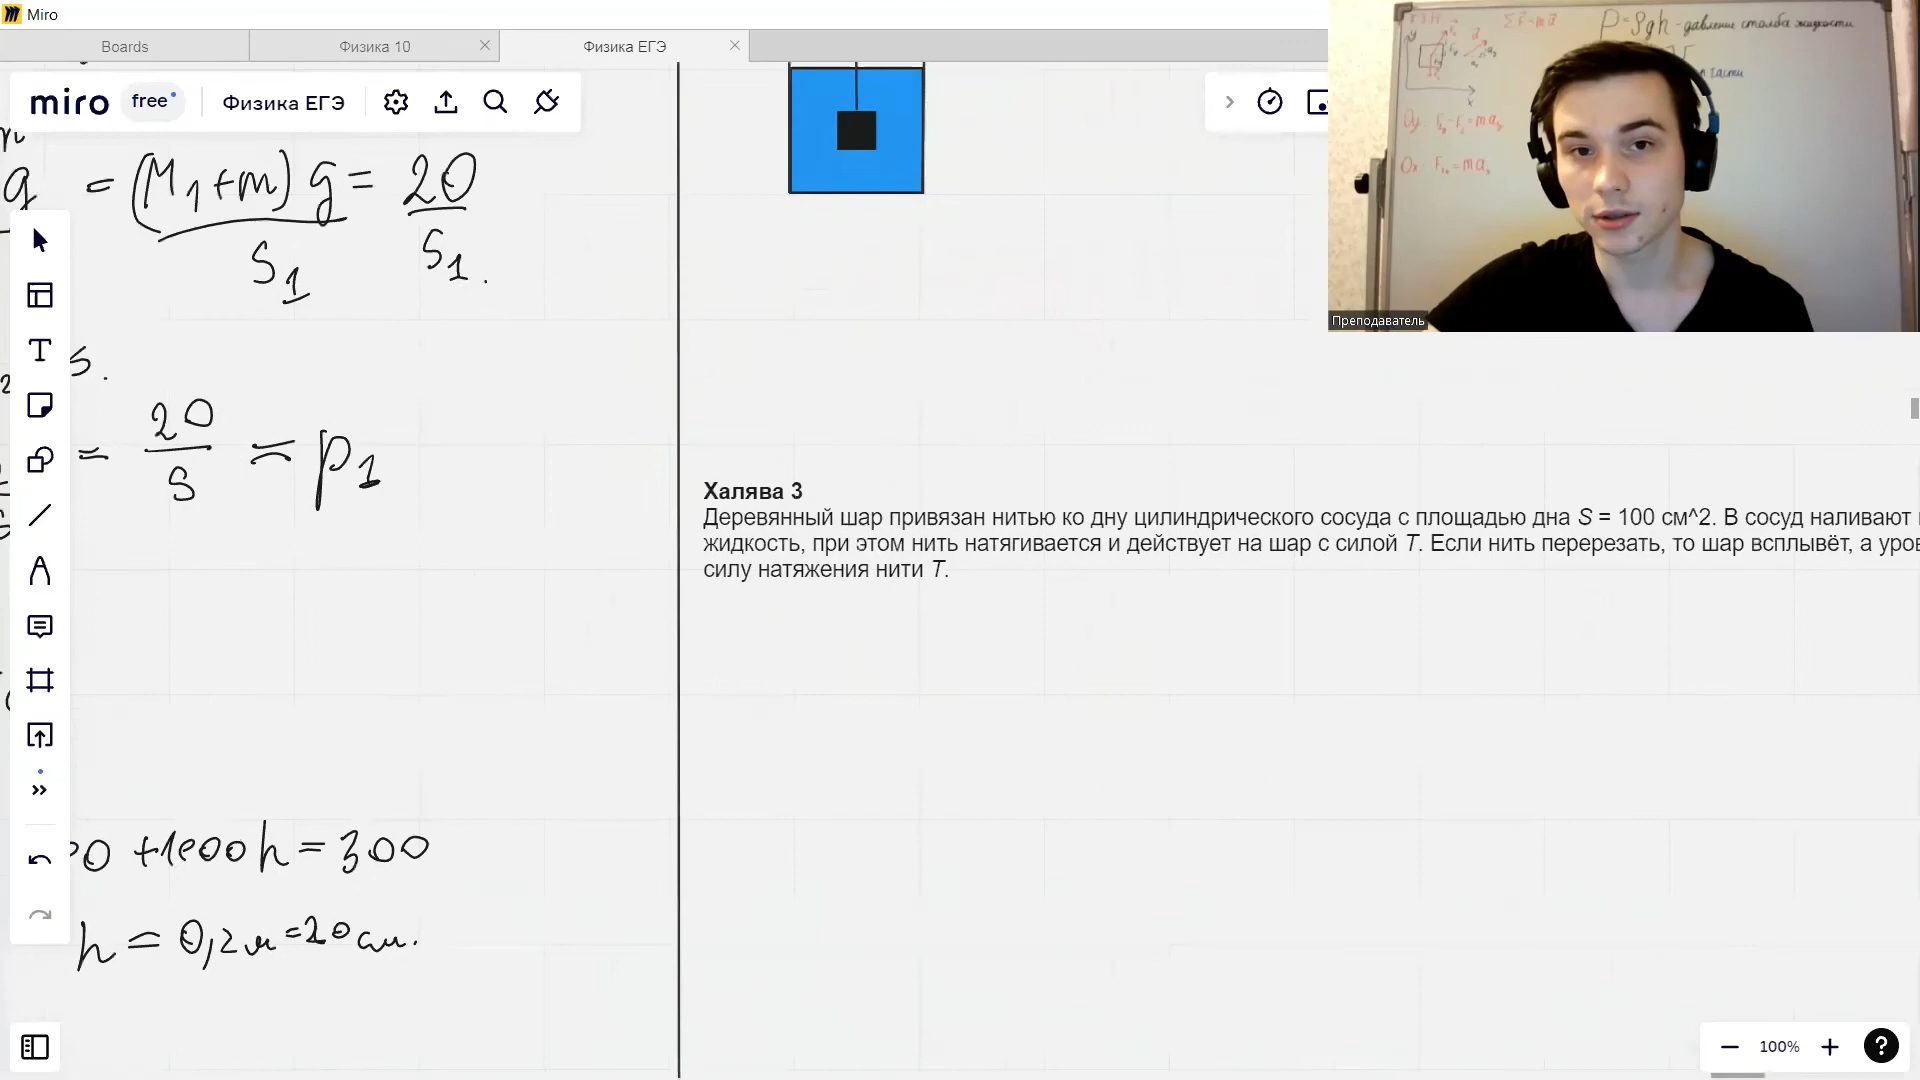 Miro
Boards
Физика 10
Физика ЕГЭ
miro free Физика ЕГЭ
= (M₁+m) g = 20
S₁ S₁.
= 20 = p₁
S
0 +1000h = 300
h = 0,2 м = 20 см.
P = ρgh - давление столба жидкости
части
ΣF = ma
y
x
Oy:
Ox:
Преподаватель
Халява 3
Деревянный шар привязан нитью ко дну цилиндрического сосуда с площадью дна S = 100 см^2. В сосуд наливают
жидкость, при этом нить натягивается и действует на шар с силой T. Если нить перерезать, то шар всплывёт, а уров
силу натяжения нити T.
100%